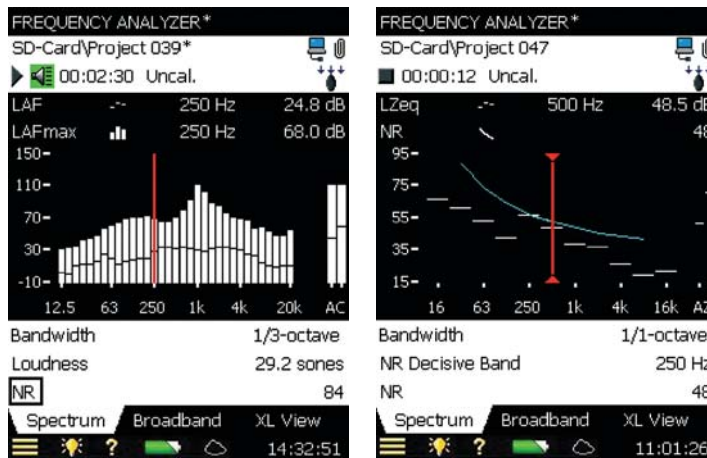 FREQUENCY ANALYZER*
SD-Card\Project 039*
00:02:30 Uncal.
LAF 250 Hz 24.8 dB
LAFmax 250 Hz 68.0 dB
150-
110-
70-
30-
-10-
12.5 63 250 1k 4k 20k AC
Bandwidth 1/3-octave
Loudness 29.2 sones
NR 84
Spectrum Broadband XL View
? 14:32:51
FREQUENCY ANALYZER*
SD-Card\Project 047
00:00:12 Uncal.
LZeq 500 Hz 48.5 dB
NR 48
95-
75-
55-
35-
15-
16 63 250 1k 4k 16k AZ
Bandwidth 1/1-octave
NR Decisive Band 250 Hz
NR 48
Spectrum Broadband XL View
? 11:01:26